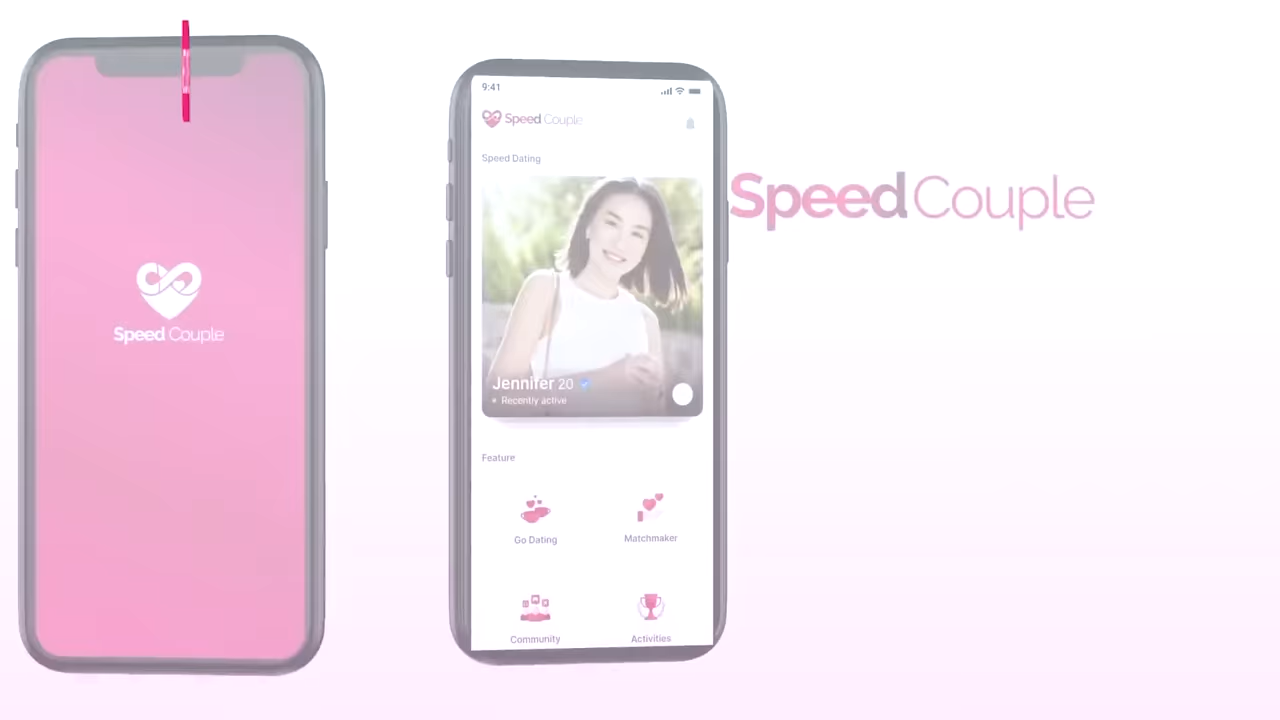 Speed Couple
9:41
Speed Couple
Speed Dating
Jennifer 20
Recently active
Feature
Go Dating
Matchmaker
Community
Activities
Speed Couple